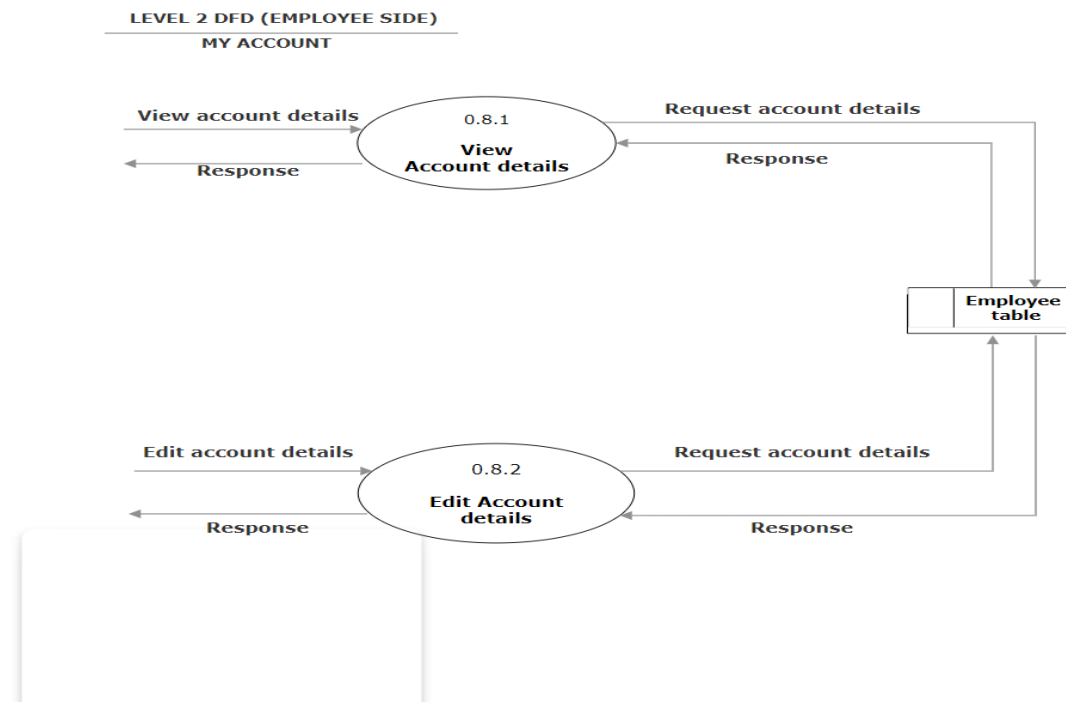 LEVEL 2 DFD (EMPLOYEE SIDE)
MY ACCOUNT
View account details
Response
0.8.1
View
Account details
Request account details
Response
Employee
table
Edit account details
Response
0.8.2
Edit Account
details
Request account details
Response